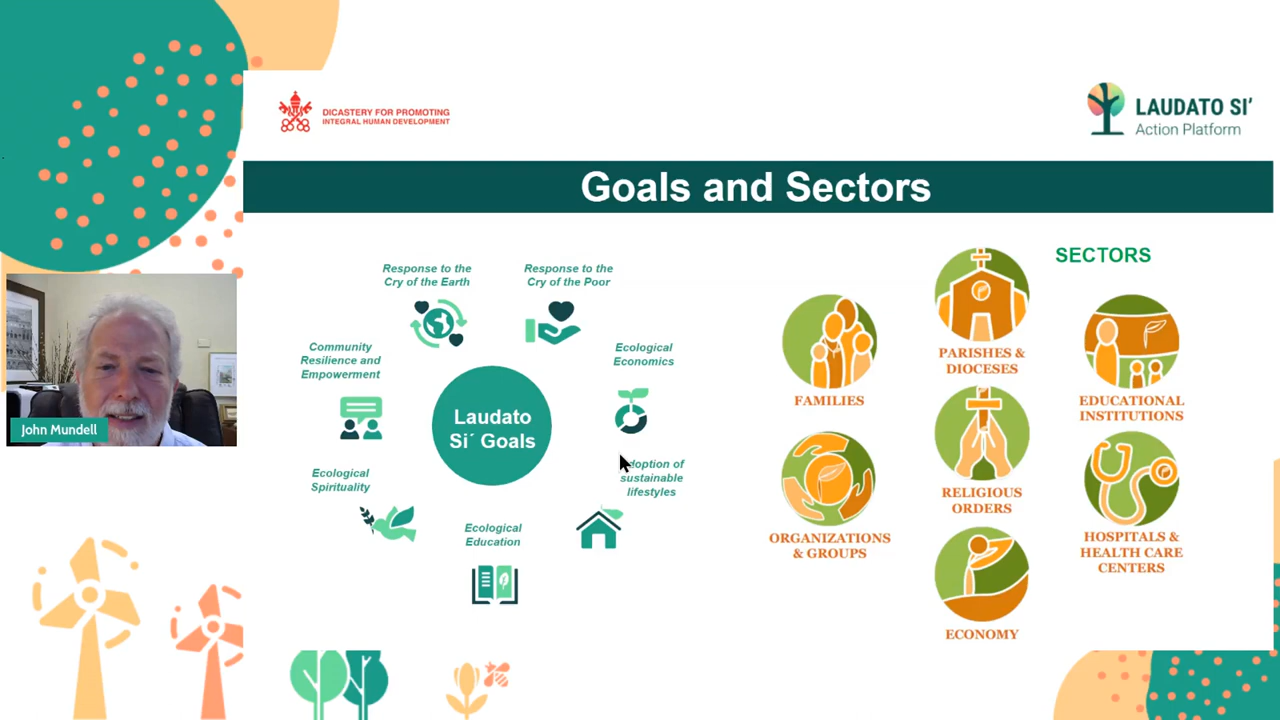 DICASTERY FOR PROMOTING
INTEGRAL HUMAN DEVELOPMENT
LAUDATO SI'
Action Platform
Goals and Sectors
Response to the
Cry of the Earth
Response to the
Cry of the Poor
Community
Resilience and
Empowerment
Ecological
Economics
Laudato
Si´ Goals
Ecological
Spirituality
of
sustainable
lifestyles
Ecological
Education
SECTORS
FAMILIES
PARISHES &
DIOCESES
EDUCATIONAL
INSTITUTIONS
ORGANIZATIONS
& GROUPS
RELIGIOUS
ORDERS
HOSPITALS &
HEALTH CARE
CENTERS
ECONOMY
John Mundell